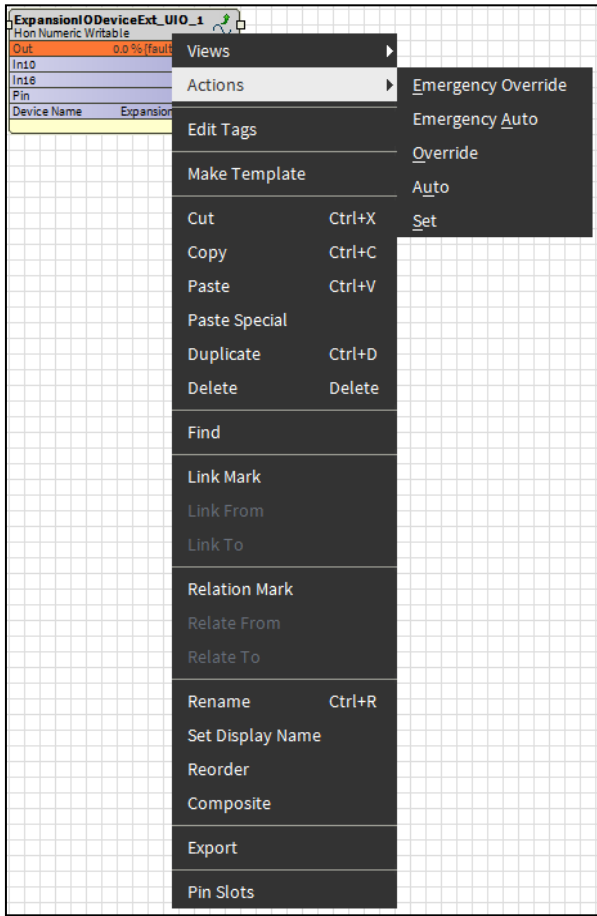 ExpansionIODeviceExt_UIO_1
Hon Numeric Writable
Out 0.0 % {fault
In10
In16
Pin
Device Name Expansion
Views
Actions
Edit Tags
Make Template
Cut Ctrl+X
Copy Ctrl+C
Paste Ctrl+V
Paste Special
Duplicate Ctrl+D
Delete Delete
Find
Link Mark
Link From
Link To
Relation Mark
Relate From
Relate To
Rename Ctrl+R
Set Display Name
Reorder
Composite
Export
Pin Slots
Emergency Override
Emergency Auto
Override
Auto
Set